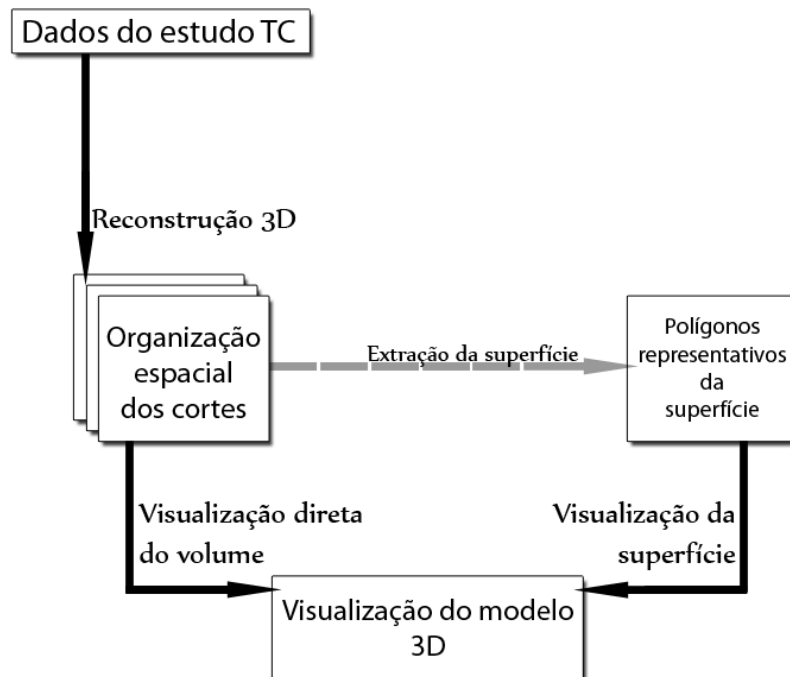 Dados do estudo TC
Reconstrução 3D
Organização
espacial
dos cortes
Extração da superfície
Polígonos
representativos
da
superfície
Visualização direta
do volume
Visualização da
superfície
Visualização do modelo
3D